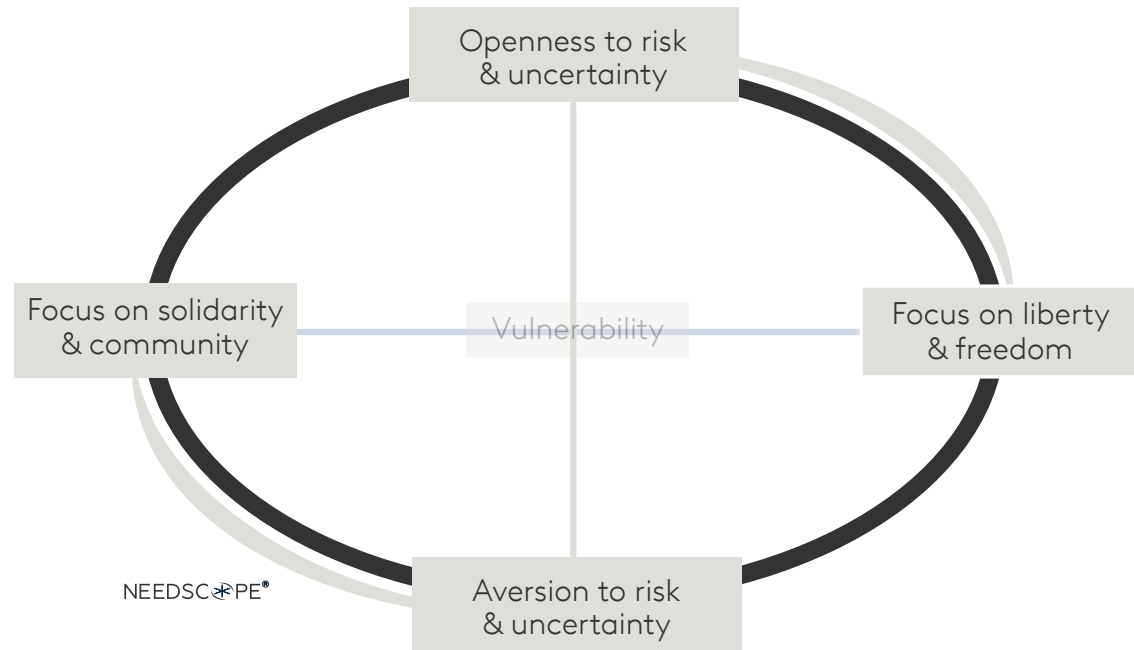 Openness to risk
& uncertainty
Focus on solidarity
& community
Vulnerability
Focus on liberty
& freedom
Aversion to risk
& uncertainty
NEEDSCOPE®